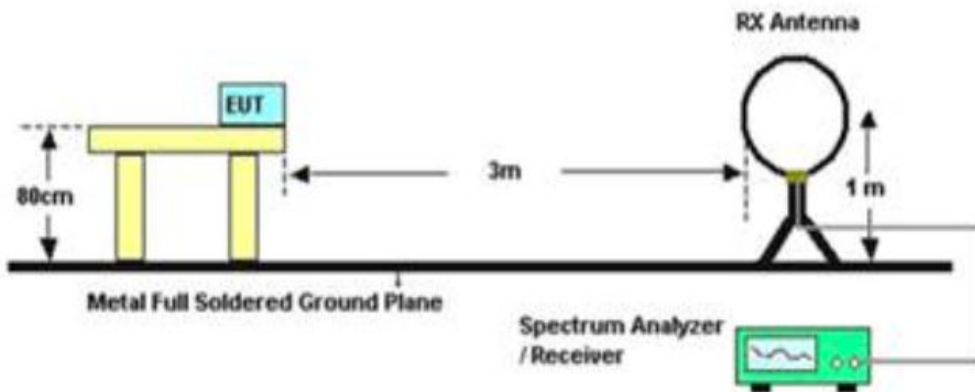 RX Antenna
EUT
80cm
3m
1 m
Metal Full Soldered Ground Plane
Spectrum Analyzer
/ Receiver